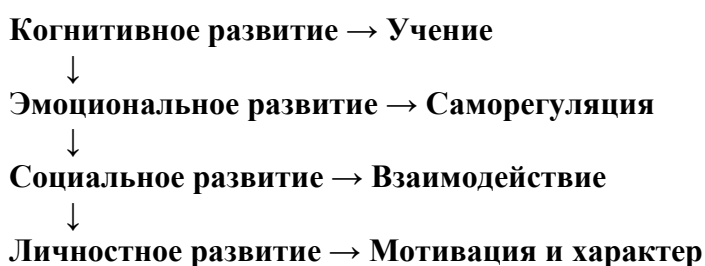 Когнитивное развитие → Учение
↓
Эмоциональное развитие → Саморегуляция
↓
Социальное развитие → Взаимодействие
↓
Личностное развитие → Мотивация и характер